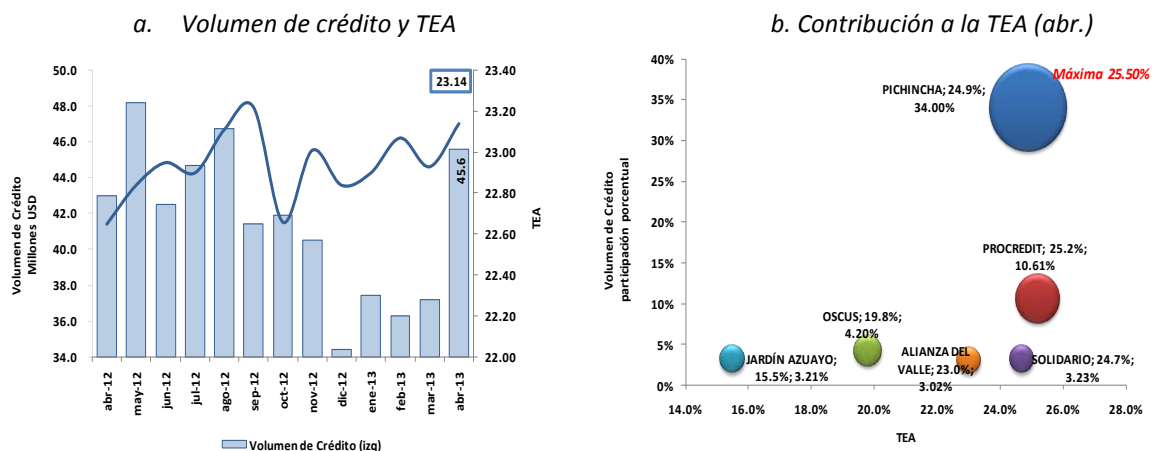 a. Volumen de crédito y TEA
50.0
48.0
46.0
44.0
42.0
40.0
38.0
36.0
34.0
Volumen de Crédito
Millones USD
23.40
23.20
23.00
22.80
22.60
22.40
22.20
22.00
TEA
23.14
45.6
abr-12
may-12
jun-12
jul-12
ago-12
sep-12
oct-12
nov-12
dic-12
ene-13
feb-13
mar-13
abr-13
Volumen de Crédito (izq)
b. Contribución a la TEA (abr.)
40%
35%
30%
25%
20%
15%
10%
5%
0%
Volumen de Crédito
participación porcentual
Máxima 25.50%
PICHINCHA; 24.9%;
34.00%
PROCREDIT; 25.2%;
10.61%
OSCUS; 19.8%;
4.20%
JARDÍN AZUAYO;
15.5%; 3.21%
ALIANZA DEL
VALLE; 23.0%;
3.02%
SOLIDARIO; 24.7%;
3.23%
14.0%
16.0%
18.0%
20.0%
22.0%
24.0%
26.0%
28.0%
TEA